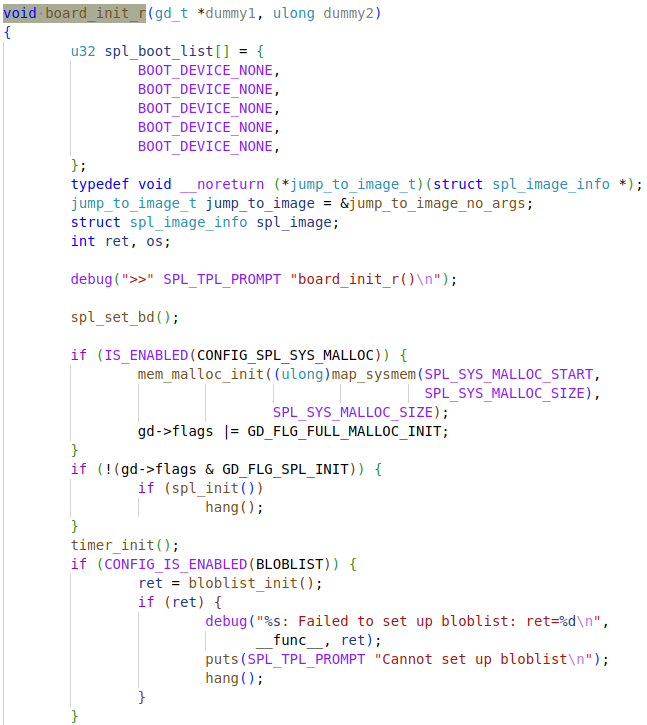 void board_init_r(gd_t *dummy1, ulong dummy2)
{
        u32 spl_boot_list[] = {
                BOOT_DEVICE_NONE,
                BOOT_DEVICE_NONE,
                BOOT_DEVICE_NONE,
                BOOT_DEVICE_NONE,
                BOOT_DEVICE_NONE,
        };
        typedef void __noreturn (*jump_to_image_t)(struct spl_image_info *);
        jump_to_image_t jump_to_image = &jump_to_image_no_args;
        struct spl_image_info spl_image;
        int ret, os;

        debug(">>" SPL_TPL_PROMPT "board_init_r()\n");

        spl_set_bd();

        if (IS_ENABLED(CONFIG_SPL_SYS_MALLOC)) {
                mem_malloc_init((ulong)map_sysmem(SPL_SYS_MALLOC_START,
                                                  SPL_SYS_MALLOC_SIZE),
                                SPL_SYS_MALLOC_SIZE);
                gd->flags |= GD_FLG_FULL_MALLOC_INIT;
        }
        if (!(gd->flags & GD_FLG_SPL_INIT)) {
                if (spl_init())
                        hang();
        }
        timer_init();
        if (CONFIG_IS_ENABLED(BLOBLIST)) {
                ret = bloblist_init();
                if (ret) {
                        debug("%s: Failed to set up bloblist: ret=%d\n",
                              __func__, ret);
                        puts(SPL_TPL_PROMPT "Cannot set up bloblist\n");
                        hang();
                }
        }